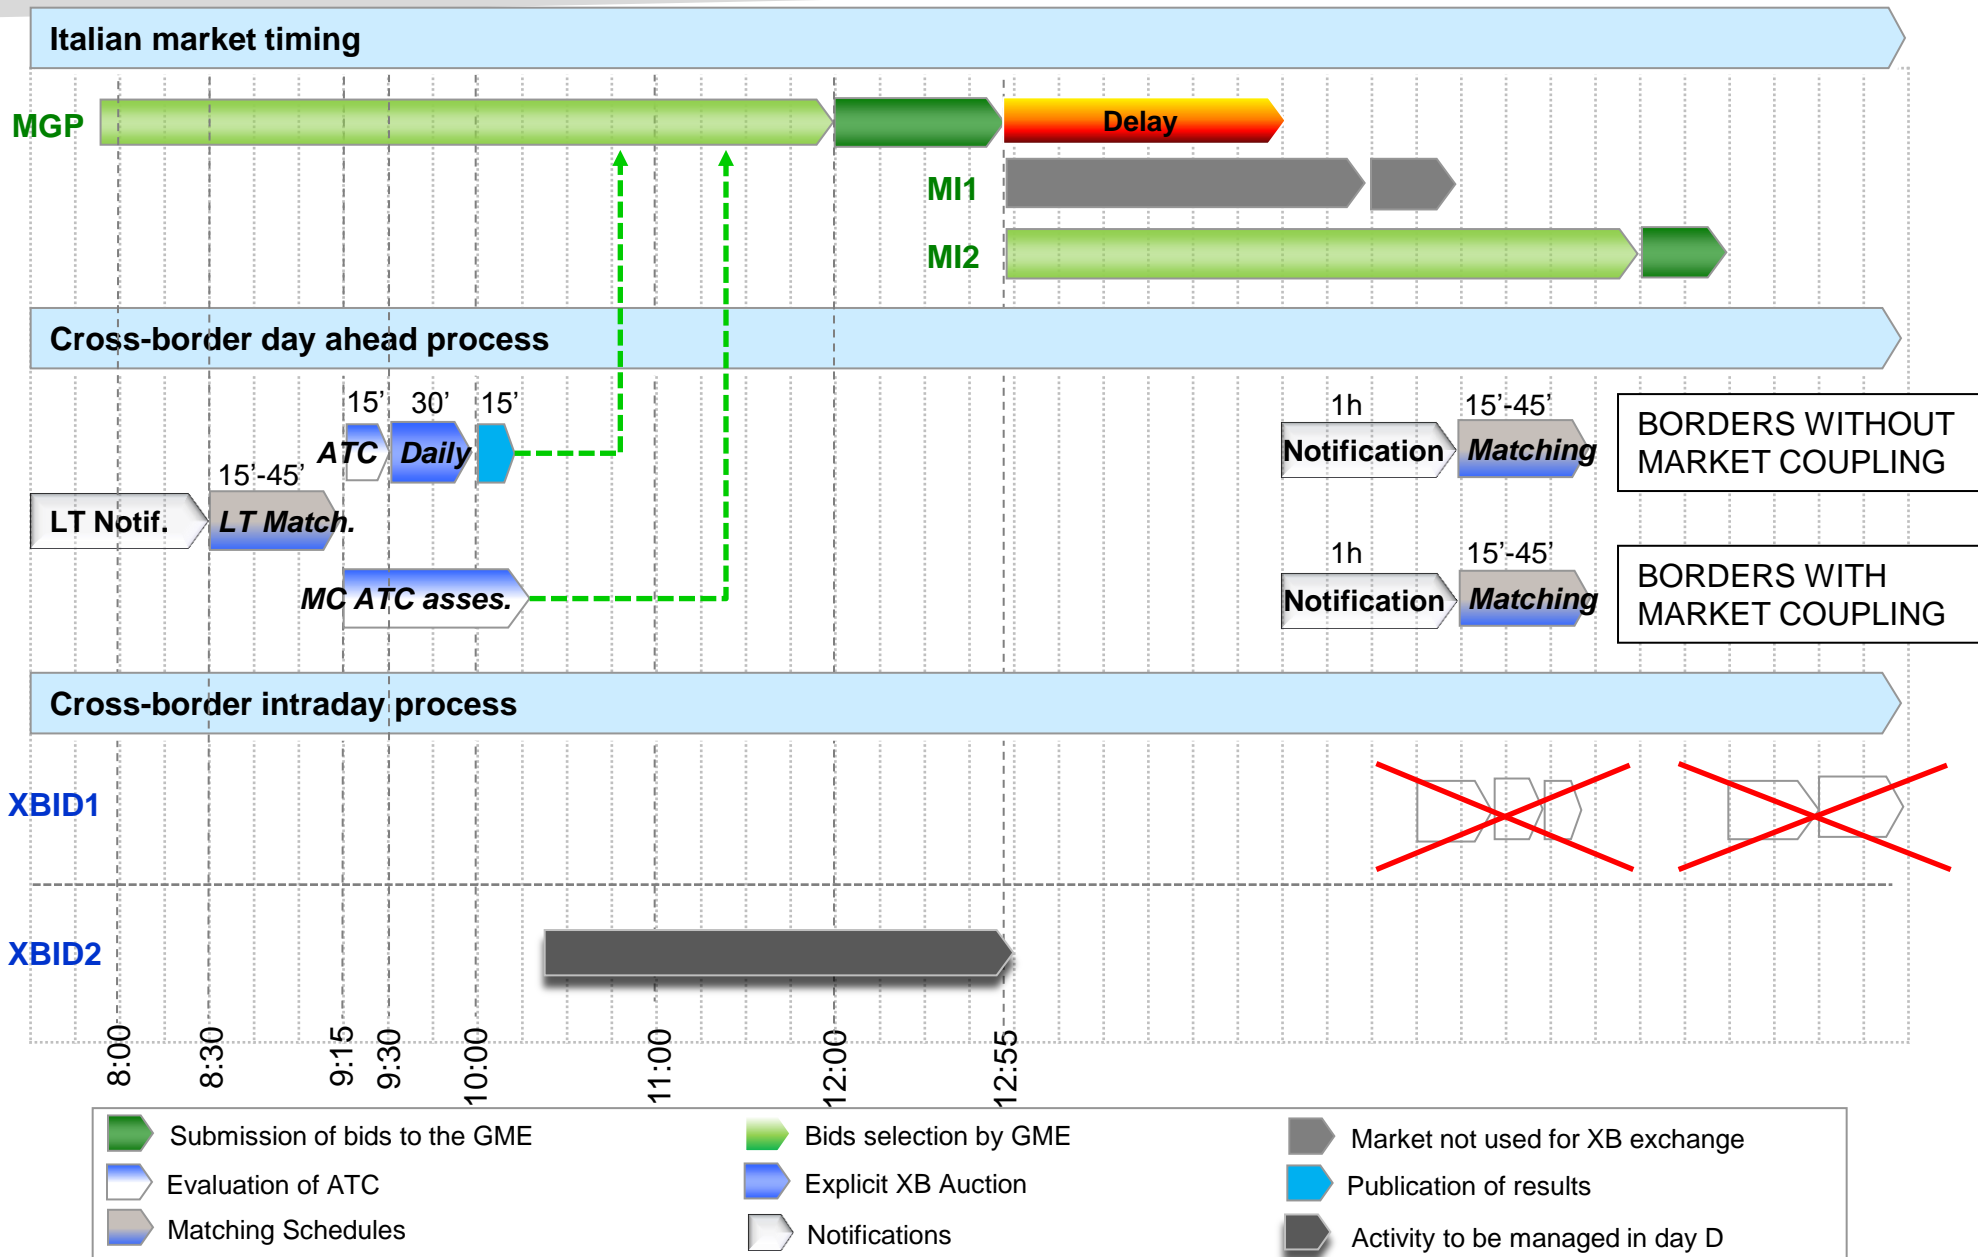 Italian market timing
MGP
Delay
MI1
MI2
Cross-border day ahead process
15’ 30’ 15’
ATC Daily
15’-45’
LT Notif. LT Match.
MC ATC asses.
1h 15’-45’
Notification Matching
BORDERS WITHOUT
MARKET COUPLING
1h 15’-45’
Notification Matching
BORDERS WITH
MARKET COUPLING
Cross-border intraday process
XBID1
XBID2
8:00 8:30 9:15 9:30 10:00 11:00 12:00 12:55
Submission of bids to the GME
Bids selection by GME
Market not used for XB exchange
Evaluation of ATC
Explicit XB Auction
Publication of results
Matching Schedules
Notifications
Activity to be managed in day D